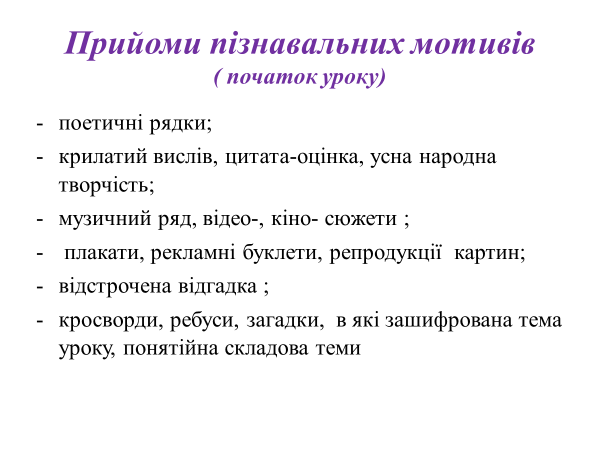 Прийоми пізнавальних мотивів
( початок уроку)
- поетичні рядки;
- крилатий вислів, цитата-оцінка, усна народна
творчість;
- музичний ряд, відео-, кіно- сюжети ;
- плакати, рекламні буклети, репродукції картин;
- відстрочена відгадка ;
- кросворди, ребуси, загадки, в які зашифрована тема
уроку, понятійна складова теми